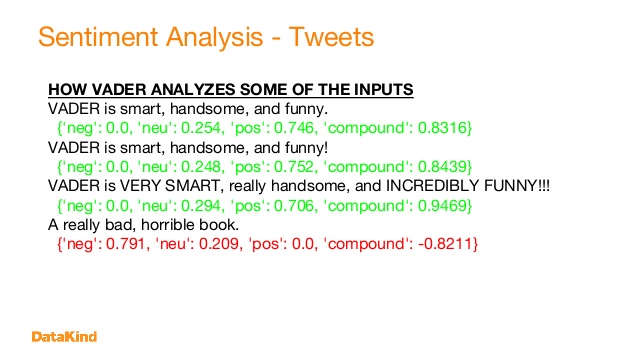 Sentiment Analysis - Tweets
HOW VADER ANALYZES SOME OF THE INPUTS
VADER is smart, handsome, and funny.
{'neg': 0.0, 'neu': 0.254, 'pos': 0.746, 'compound': 0.8316}
VADER is smart, handsome, and funny!
{'neg': 0.0, 'neu': 0.248, 'pos': 0.752, 'compound': 0.8439}
VADER is VERY SMART, really handsome, and INCREDIBLY FUNNY!!!
{'neg': 0.0, 'neu': 0.294, 'pos': 0.706, 'compound': 0.9469}
A really bad, horrible book.
{'neg': 0.791, 'neu': 0.209, 'pos': 0.0, 'compound': -0.8211}
DataKind